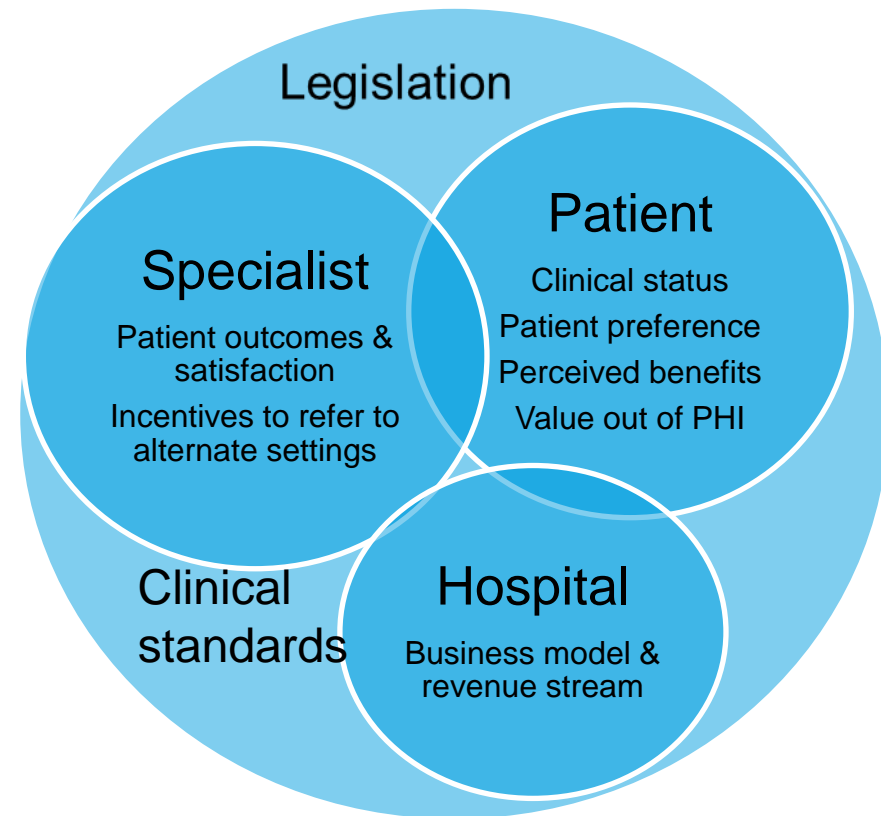 Legislation
Patient
Clinical status
Patient preference
Perceived benefits
Value out of PHI
Specialist
Patient outcomes &
satisfaction
Incentives to refer to
alternate settings
Clinical
standards
Hospital
Business model &
revenue stream